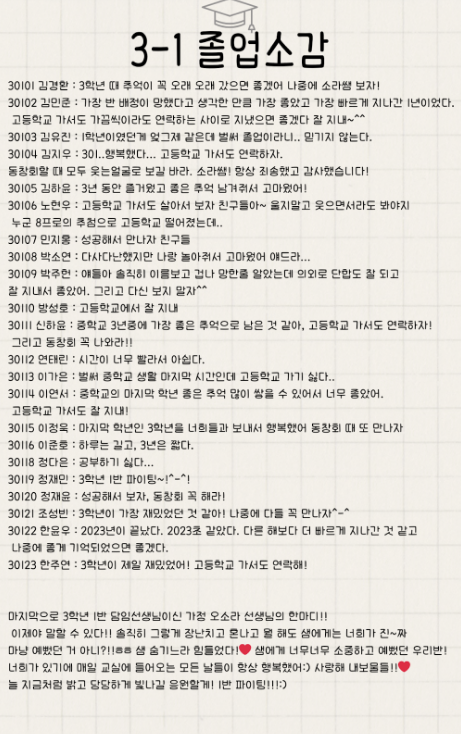 3-1 졸업소감
30101 김경환 : 3학년 때 추억이 꼭 오래 오래 갔으면 좋겠어 나중에 소라쌤 보자!
30102 김민준 : 가장 반 배정이 망했다고 생각한 만큼 가장 좋았고 가장 빠르게 지나간 1년이었다.
고등학교 가서도 가끔씩이라도 연락하는 사이로 지냈으면 좋겠다 잘 지내~^^
30103 김유진 : 1학년이었던게 엊그제 같은데 벌써 졸업이라니.. 믿기지 않는다.
30104 김지우 : 301..행복했다... 고등학교 가서도 연락하자.
동창회할 때 모두 웃는얼굴로 보길 바라. 소라쌤! 항상 죄송했고 감사했습니다!
30105 김하윤 : 3년 동안 즐거웠고 좋은 추억 남겨줘서 고마웠어!
30106 노현우 : 고등학교 가서도 살아서 보자 친구들아~ 울지말고 웃으면서라도 봐야지
누군 8프로의 추첨으로 고등학교 떨어졌는데..
30107 민지홍 : 성공해서 만나자 친구들
30108 박소연 : 다사다난했지만 나랑 놀아줘서 고마웠어 얘드라...
30109 박주헌 : 얘들아 솔직히 이름보고 겁나 망한줄 알았는데 의외로 단합도 잘 되고
잘 지내서 좋았어. 그리고 다신 보지 말자^^
30110 방성호 : 고등학교에서 잘 지내
30111 신하윤 : 중학교 3년중에 가장 좋은 추억으로 남은 것 같아, 고등학교 가서도 연락하자!
그리고 동창회 꼭 나와라!!
30112 연태린 : 시간이 너무 빨라서 아쉽다.
30113 이가은 : 벌써 중학교 생활 마지막 시간인데 고등학교 가기 싫다..
30114 이연서 : 중학교의 마지막 학년 좋은 추억 많이 쌓을 수 있어서 너무 좋았어.
고등학교 가서도 잘 지내!
30115 이정욱 : 마지막 학년인 3학년을 너희들과 보내서 행복했어 동창회 때 또 만나자
30116 이준호 : 하루는 길고, 3년은 짧다.
30118 정다은 : 공부하기 싫다...
30119 정재민 : 3학년 1반 파이팅~!^-^!
30120 정재윤 : 성공해서 보자, 동창회 꼭 해라!
30121 조성빈 : 3학년이 가장 재밌었던 것 같아! 나중에 다들 꼭 만나자^-^
30122 한윤우 : 2023년이 끝났다. 2023초 같았다. 다른 해보다 더 빠르게 지나간 것 같고
나중에 좋게 기억되었으면 좋겠다.
30123 한주연 : 3학년이 제일 재밌었어! 고등학교 가서도 연락해!
마지막으로 3학년 1반 담임선생님이신 가정 오소라 선생님의 한마디!!
이제야 말할 수 있다!! 솔직히 그렇게 장난치고 혼나고 뭘 해도 샘에게는 너희가 진~짜
마냥 예뻤던 거 아니?!!ㅎㅎ 샘 숨기느라 힘들었다!❤️ 샘에게 너무너무 소중하고 예뻤던 우리반!
너희가 있기에 매일 교실에 들어오는 모든 날들이 항상 행복했어:) 사랑해 내보물들!!❤️
늘 지금처럼 밝고 당당하게 빛나길 응원할게! 1반 파이팅!!!:)